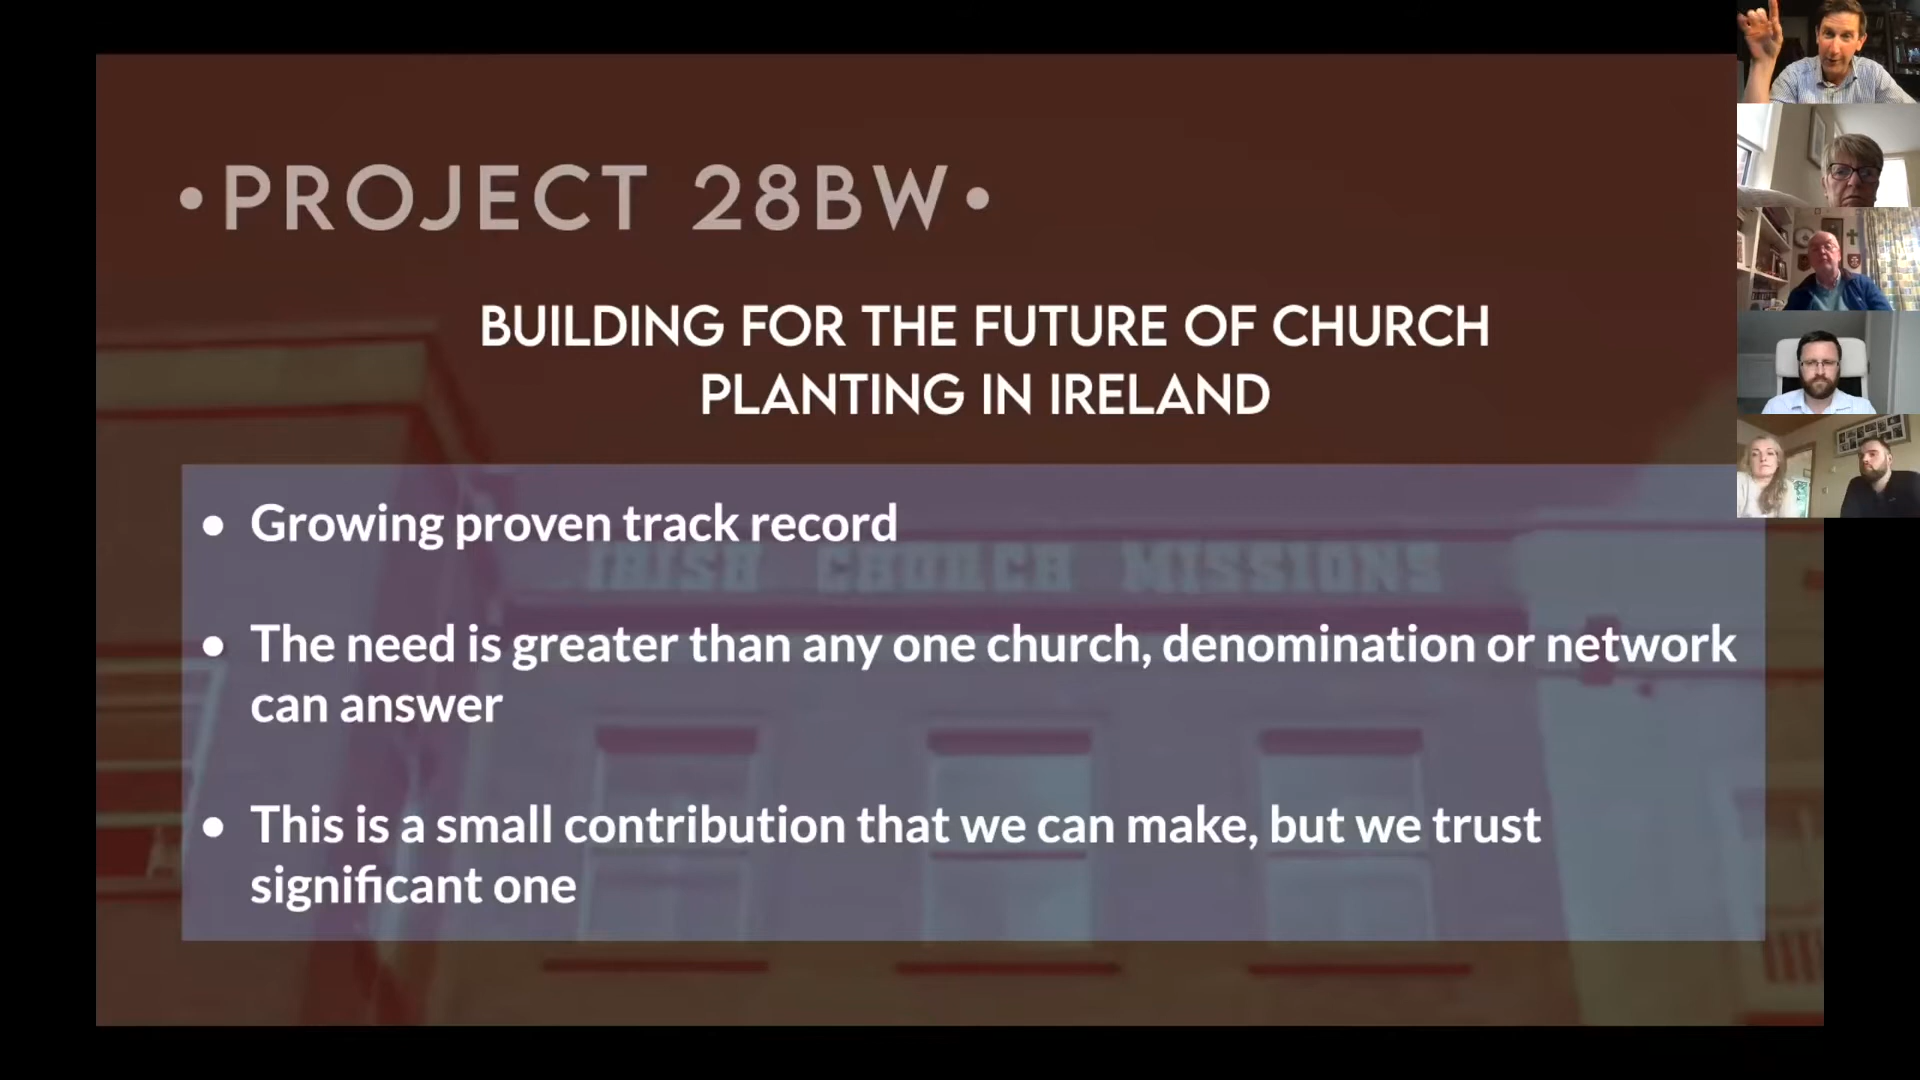 •PROJECT 28BW•
BUILDING FOR THE FUTURE OF CHURCH
PLANTING IN IRELAND
• Growing proven track record
IRISH CHURCH MISSIONS
• The need is greater than any one church, denomination or network
can answer
• This is a small contribution that we can make, but we trust
significant one